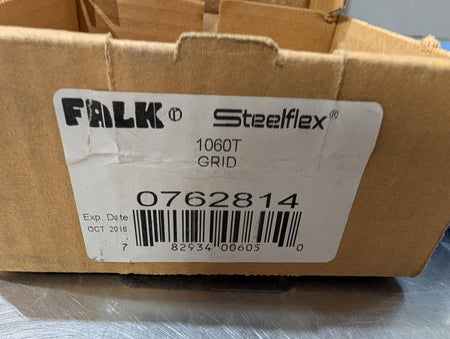 FALK® Steelflex®
1060T
GRID
0762814
Exp. Date
OCT 2016
7 82934 00605 0